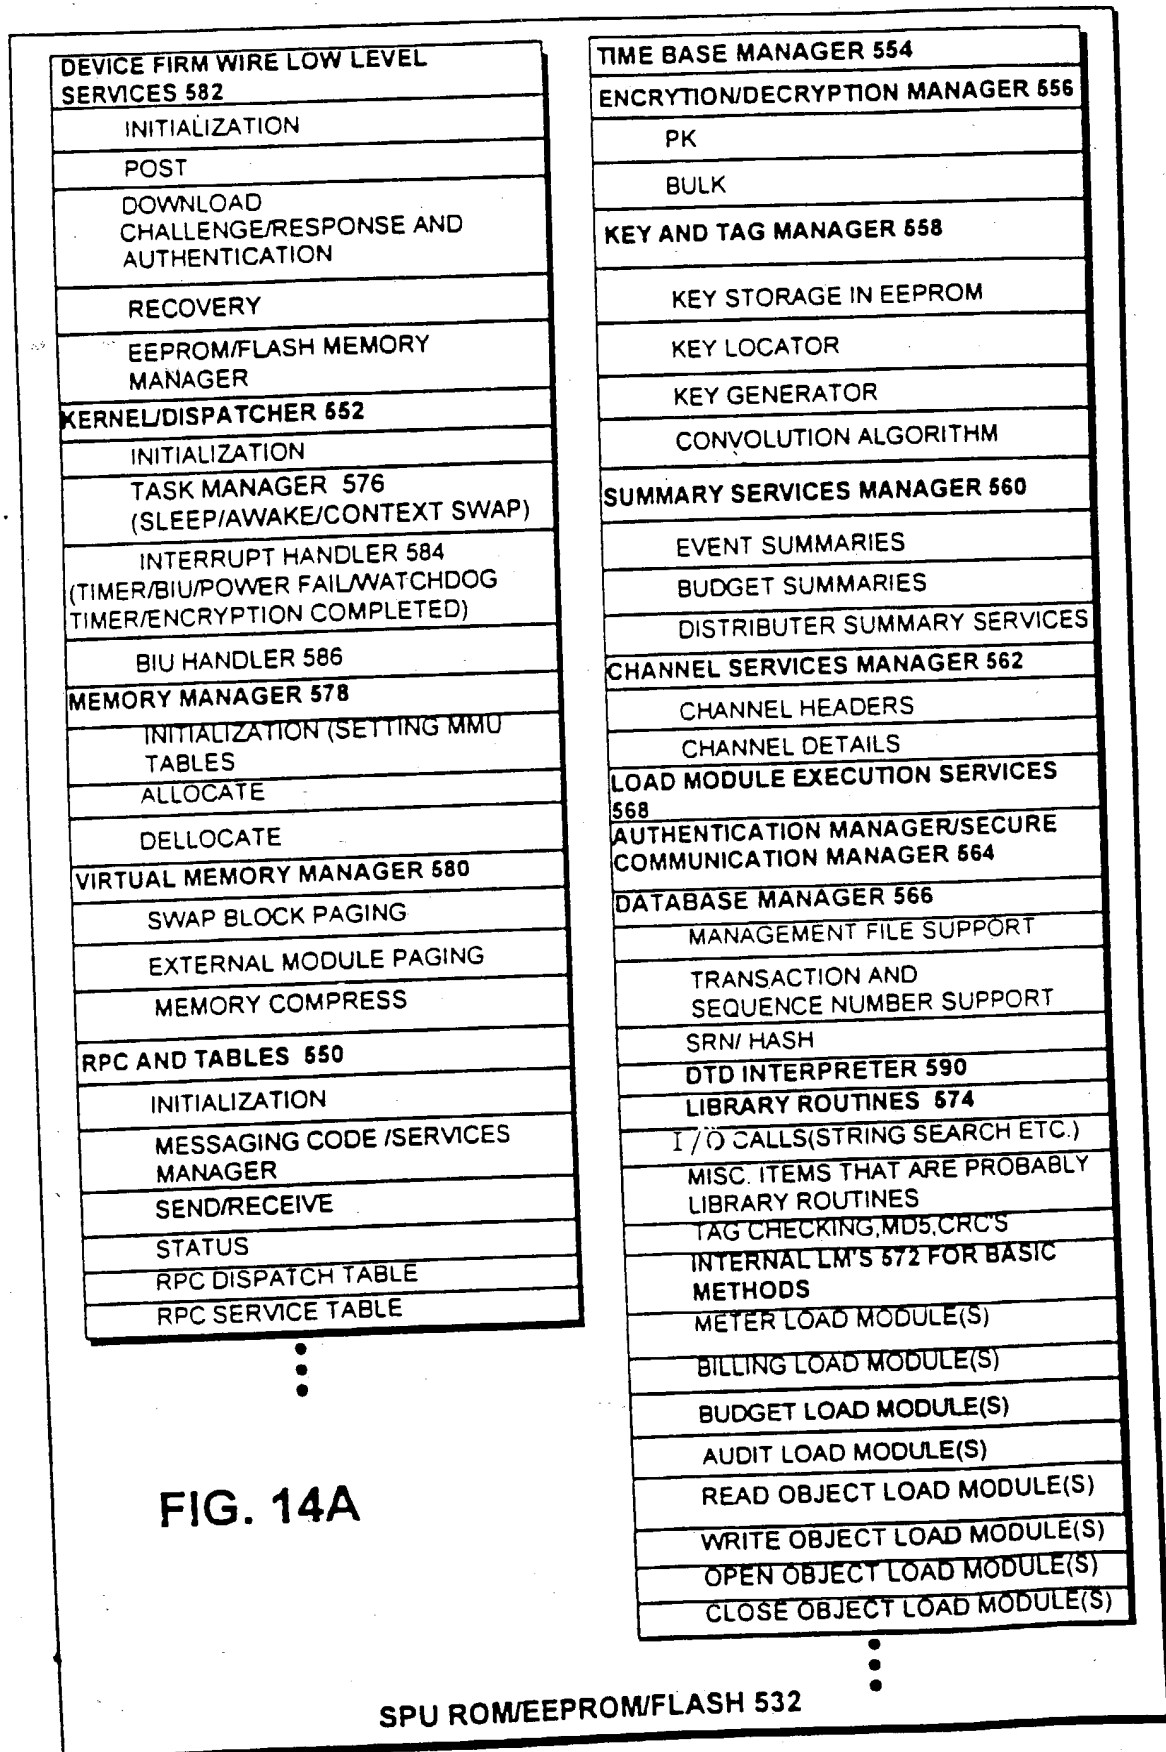 DEVICE FIRM WIRE LOW LEVEL
SERVICES 582
INITIALIZATION
POST
DOWNLOAD
CHALLENGE/RESPONSE AND
AUTHENTICATION
RECOVERY
EEPROM/FLASH MEMORY
MANAGER
KERNEL/DISPATCHER 552
INITIALIZATION
TASK MANAGER 576
(SLEEP/AWAKE/CONTEXT SWAP)
INTERRUPT HANDLER 584
(TIMER/BIU/POWER FAIL/WATCHDOG
TIMER/ENCRYPTION COMPLETED)
BIU HANDLER 586
MEMORY MANAGER 578
INITIALIZATION (SETTING MMU
TABLES
ALLOCATE
DELLOCATE
VIRTUAL MEMORY MANAGER 580
SWAP BLOCK PAGING
EXTERNAL MODULE PAGING
MEMORY COMPRESS
RPC AND TABLES 550
INITIALIZATION
MESSAGING CODE /SERVICES
MANAGER
SEND/RECEIVE
STATUS
RPC DISPATCH TABLE
RPC SERVICE TABLE
TIME BASE MANAGER 554
ENCRYTION/DECRYPTION MANAGER 556
PK
BULK
KEY AND TAG MANAGER 558
KEY STORAGE IN EEPROM
KEY LOCATOR
KEY GENERATOR
CONVOLUTION ALGORITHM
SUMMARY SERVICES MANAGER 560
EVENT SUMMARIES
BUDGET SUMMARIES
DISTRIBUTER SUMMARY SERVICES
CHANNEL SERVICES MANAGER 562
CHANNEL HEADERS
CHANNEL DETAILS
LOAD MODULE EXECUTION SERVICES
568
AUTHENTICATION MANAGER/SECURE
COMMUNICATION MANAGER 564
DATABASE MANAGER 566
MANAGEMENT FILE SUPPORT
TRANSACTION AND
SEQUENCE NUMBER SUPPORT
SRN/ HASH
DTD INTERPRETER 590
LIBRARY ROUTINES 574
I/O CALLS(STRING SEARCH ETC.)
MISC. ITEMS THAT ARE PROBABLY
LIBRARY ROUTINES
TAG CHECKING,MD5,CRC'S
INTERNAL LM'S 572 FOR BASIC
METHODS
METER LOAD MODULE(S)
BILLING LOAD MODULE(S)
BUDGET LOAD MODULE(S)
AUDIT LOAD MODULE(S)
READ OBJECT LOAD MODULE(S)
WRITE OBJECT LOAD MODULE(S)
OPEN OBJECT LOAD MODULE(S)
CLOSE OBJECT LOAD MODULE(S)
FIG. 14A
SPU ROM/EEPROM/FLASH 532